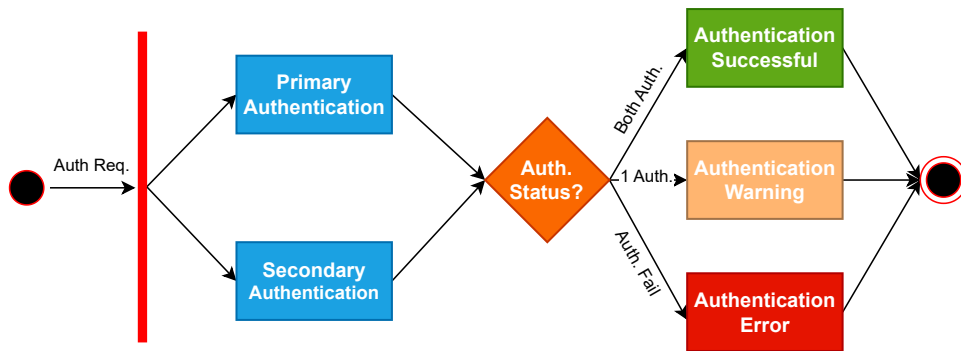 Auth Req.
Primary
Authentication
Secondary
Authentication
Auth.
Status?
Both Auth.
1 Auth.
Auth. Fail
Authentication
Successful
Authentication
Warning
Authentication
Error